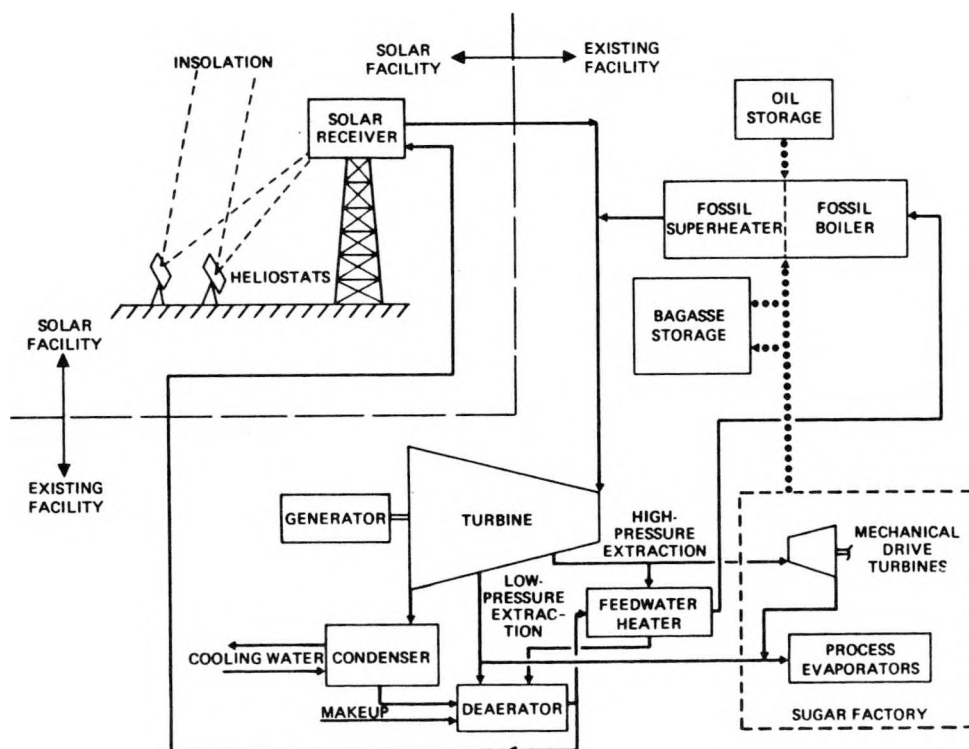 INSOLATION
SOLAR
FACILITY
EXISTING
FACILITY
SOLAR
RECEIVER
OIL
STORAGE
FOSSIL
SUPERHEATER
FOSSIL
BOILER
HELIOSTATS
BAGASSE
STORAGE
SOLAR
FACILITY
EXISTING
FACILITY
GENERATOR
TURBINE
HIGH-
PRESSURE
EXTRACTION
MECHANICAL
DRIVE
TURBINES
LOW-
PRESSURE
EXTRAC-
TION
FEEDWATER
HEATER
COOLING WATER
CONDENSER
PROCESS
EVAPORATORS
MAKEUP
DEAERATOR
SUGAR FACTORY